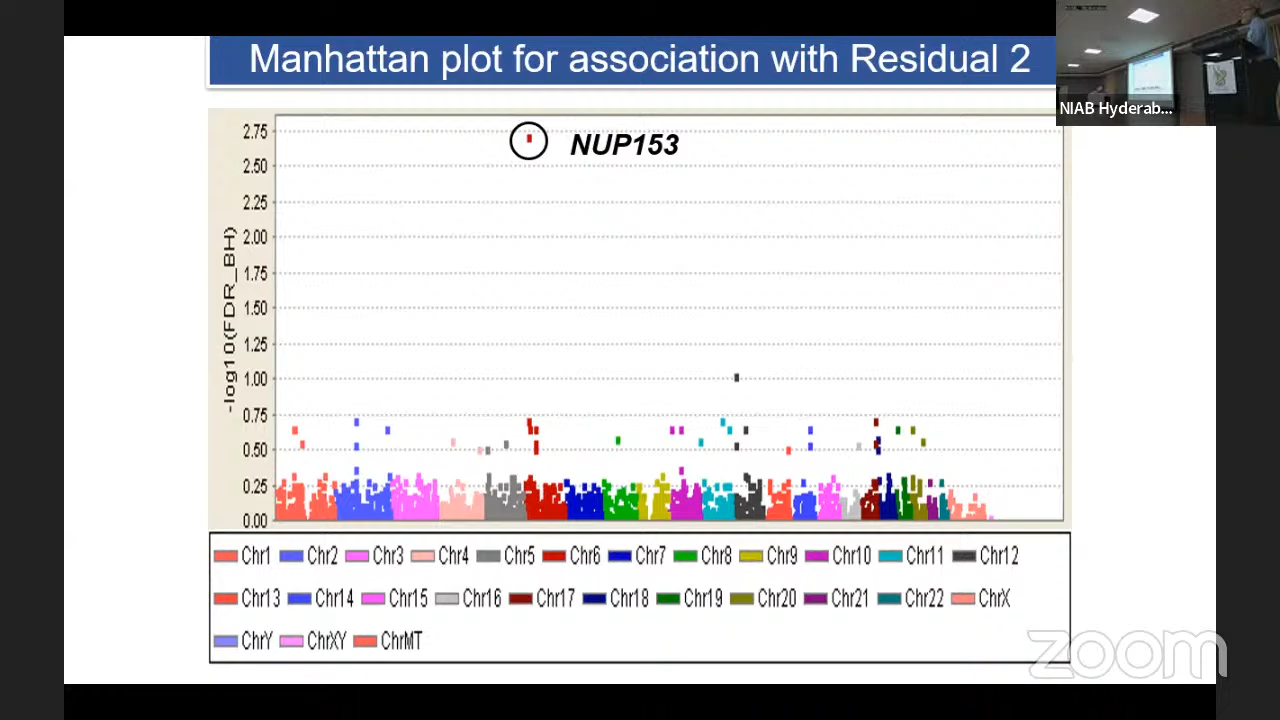 Manhattan plot for association with Residual 2
NIAB Hyderab...
NUP153
-log10(FDR_BH)
2.75
2.50
2.25
2.00
1.75
1.50
1.25
1.00
0.75
0.50
0.25
0.00
Chr1 Chr2 Chr3 Chr4 Chr5 Chr6 Chr7 Chr8 Chr9 Chr10 Chr11 Chr12
Chr13 Chr14 Chr15 Chr16 Chr17 Chr18 Chr19 Chr20 Chr21 Chr22 ChrX
ChrY ChrXY ChrMT
zoom